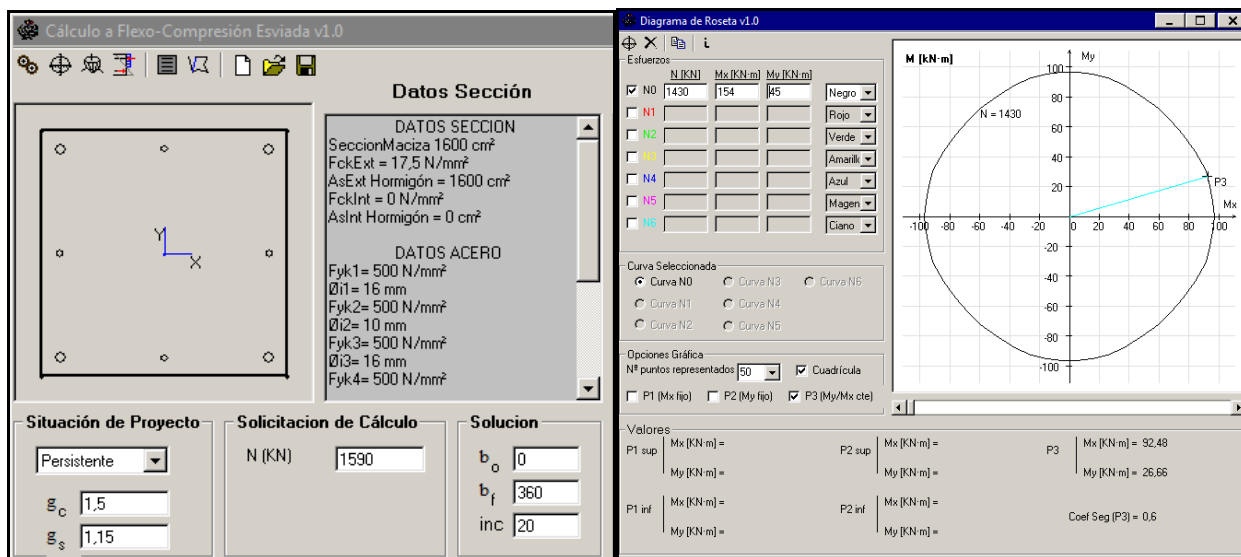 Cálculo a Flexo-Compresión Esviada v1.0
Datos Sección
DATOS SECCION
SeccionMaciza 1600 cm²
FckExt = 17,5 N/mm²
AsExt Hormigón = 1600 cm²
FckInt = 0 N/mm²
AsInt Hormigón = 0 cm²
DATOS ACERO
Fyk1= 500 N/mm²
Øi1= 16 mm
Fyk2= 500 N/mm²
Øi2= 10 mm
Fyk3= 500 N/mm²
Øi3= 16 mm
Fyk4= 500 N/mm²
Y
X
Situación de Proyecto
Persistente
g c 1,5
g s 1,15
Solicitacion de Cálculo
N (KN) 1590
Solucion
b o 0
b f 360
inc 20
Diagrama de Roseta v1.0
i
Esfuerzos
N [KN] Mx [KN·m] My [KN·m]
N0 1430 154 45 Negro
N1 Rojo
N2 Verde
N3 Amarill
N4 Azul
N5 Magen
N6 Ciano
Curva Seleccionada
Curva N0 Curva N3 Curva N6
Curva N1 Curva N4
Curva N2 Curva N5
Opciones Gráfica
Nº puntos representados 50 Cuadrícula
P1 (Mx fijo) P2 (My fijo) P3 (My/Mx cte)
M [kN·m]
My
100
80
N = 1430
60
40
20
P3
Mx
-100 -80 -60 -40 -20 0 20 40 60 80 100
-20
-40
-60
-80
-100
Valores
P1 sup Mx [KN·m] =
My [KN·m] =
P2 sup Mx [KN·m] =
My [KN·m] =
P3 Mx [KN·m] = 92,48
My [KN·m] = 26,66
P1 inf Mx [KN·m] =
My [KN·m] =
P2 inf Mx [KN·m] =
My [KN·m] =
Coef Seg (P3) = 0,6